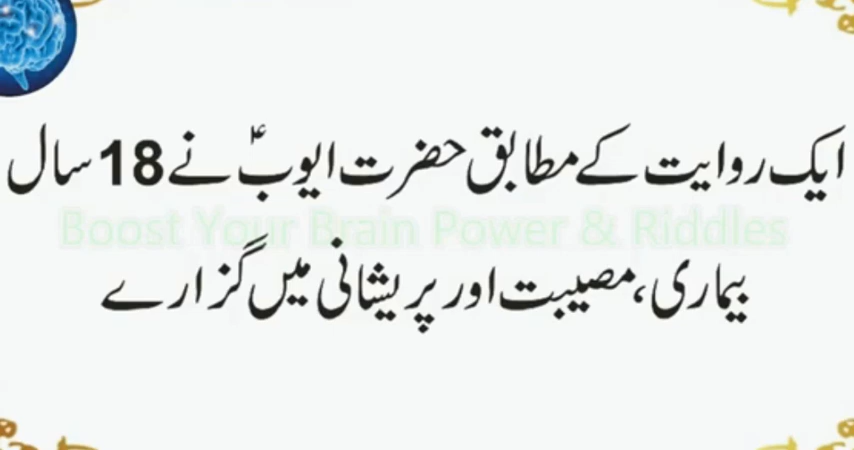 ایک روایت کے مطابق حضرت ایوبؑ نے 18 سال
Boost Your Brain Power & Riddles
بیماری، مصیبت اور پریشانی میں گزارے